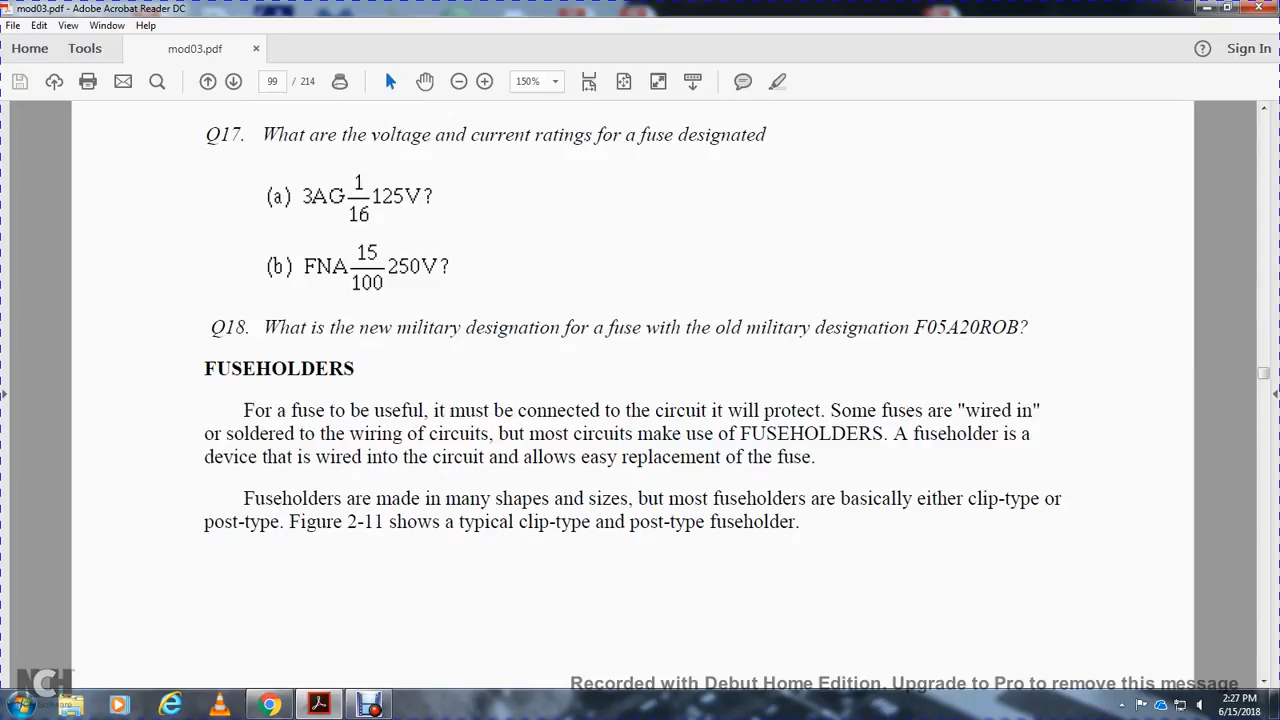 mod03.pdf - Adobe Acrobat Reader DC
File Edit View Window Help
Home Tools mod03.pdf × ? Sign In
99 / 214 150%
Q17. What are the voltage and current ratings for a fuse designated
(a) 3AG 1/16 125V?
(b) FNA 15/100 250V?
Q18. What is the new military designation for a fuse with the old military designation F05A20ROB?
FUSEHOLDERS
For a fuse to be useful, it must be connected to the circuit it will protect. Some fuses are "wired in"
or soldered to the wiring of circuits, but most circuits make use of FUSEHOLDERS. A fuseholder is a
device that is wired into the circuit and allows easy replacement of the fuse.
Fuseholders are made in many shapes and sizes, but most fuseholders are basically either clip-type or
post-type. Figure 2-11 shows a typical clip-type and post-type fuseholder.
NCH
Software
Recorded with Debut Home Edition. Upgrade to Pro to remove this message
2:27 PM
6/15/2018